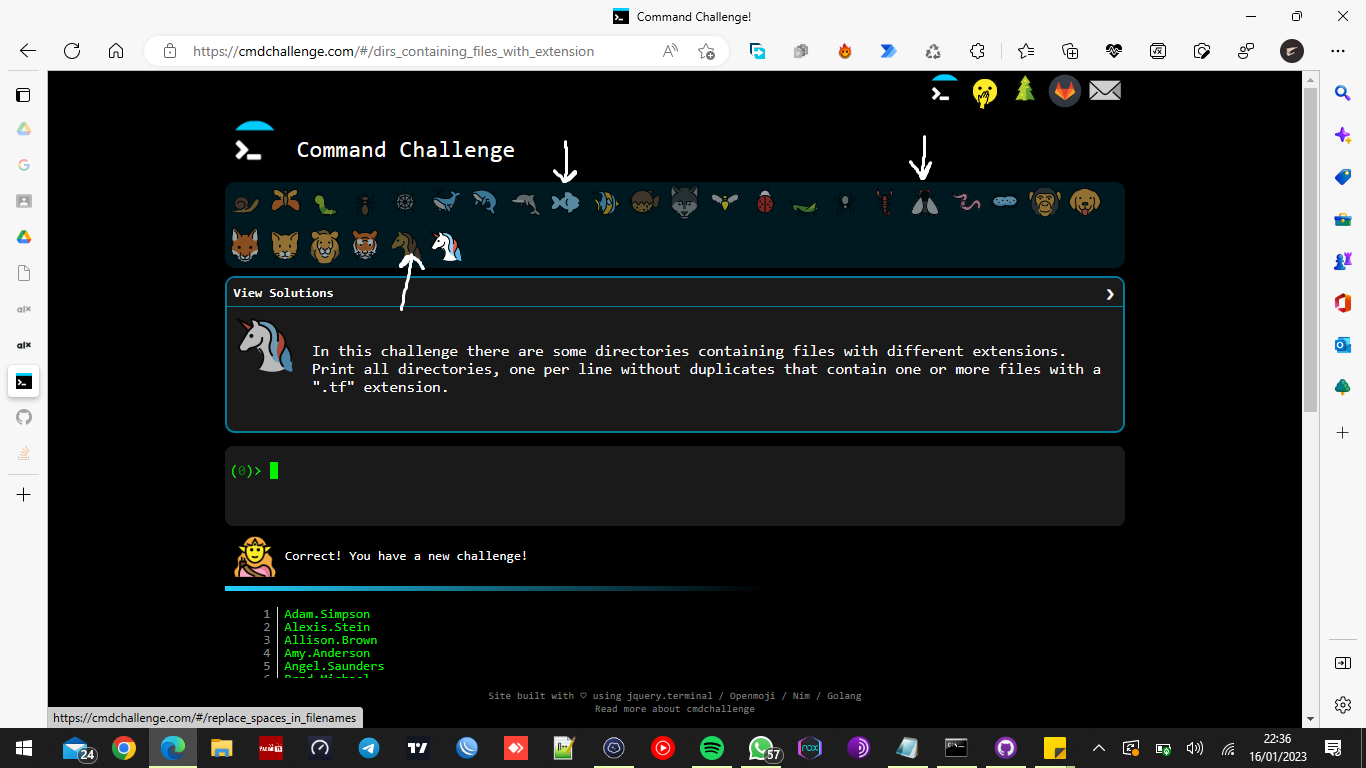 Command Challenge!
https://cmdchallenge.com/#/dirs_containing_files_with_extension
Command Challenge
View Solutions
In this challenge there are some directories containing files with different extensions.
Print all directories, one per line without duplicates that contain one or more files with a
".tf" extension.
(0)>
Correct! You have a new challenge!
1 Adam.Simpson
2 Alexis.Stein
3 Allison.Brown
4 Amy.Anderson
5 Angel.Saunders
Site built with ♡ using jquery.terminal / Openmoji / Nim / Golang
Read more about cmdchallenge
https://cmdchallenge.com/#/replace_spaces_in_filenames
24
57
22:36
16/01/2023